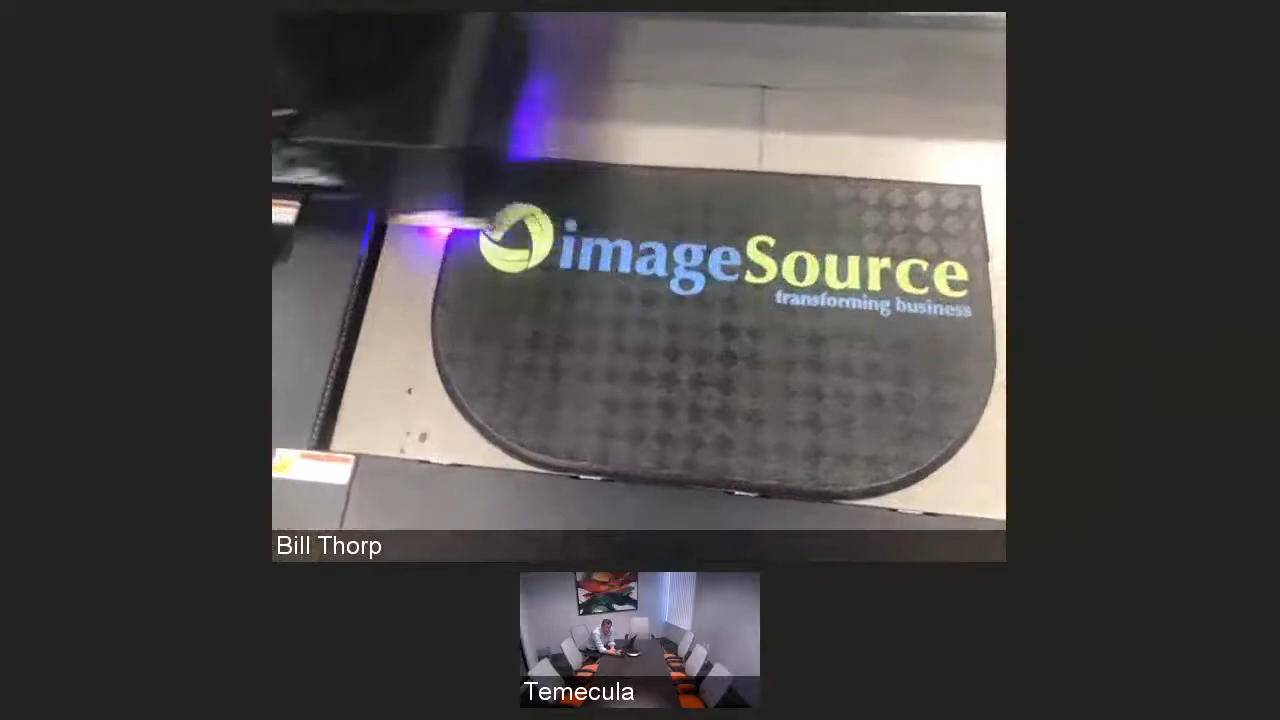 imageSource
transforming business
Bill Thorp
Temecula